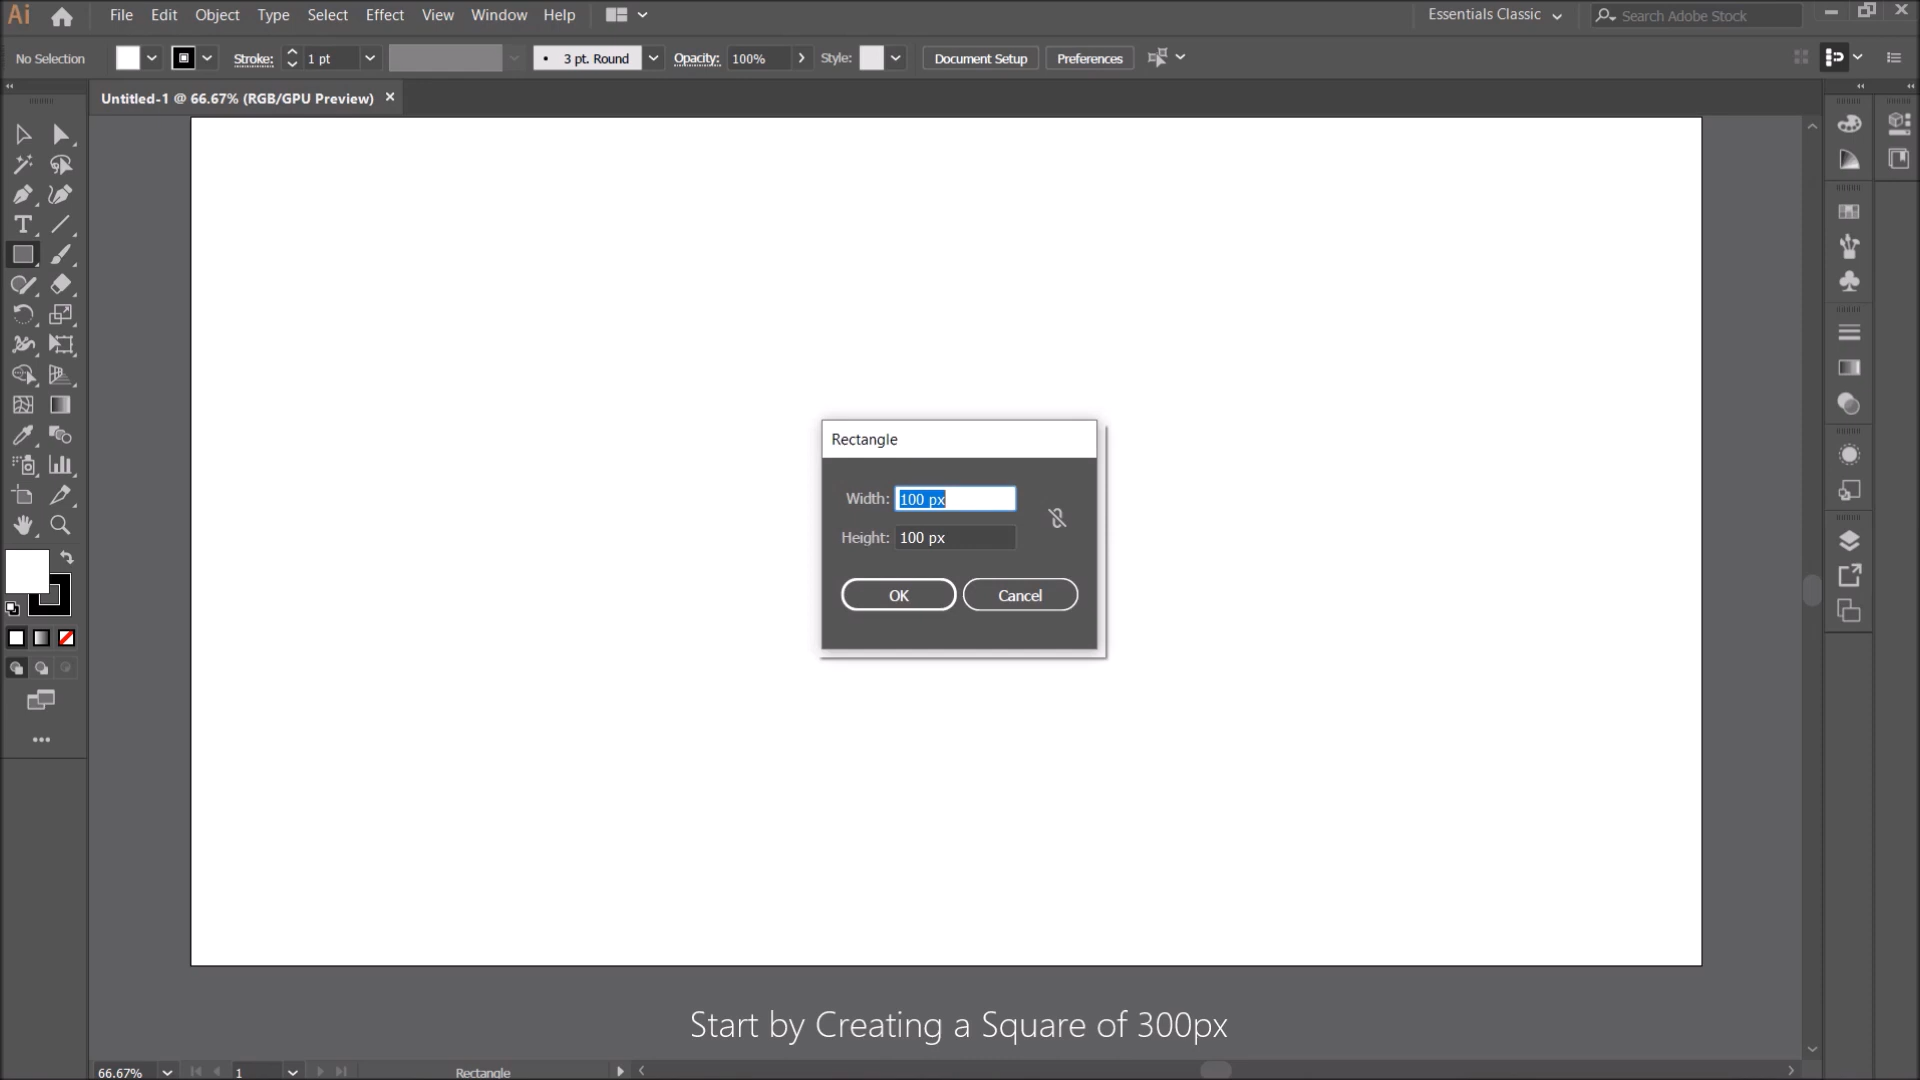 Ai
File Edit Object Type Select Effect View Window Help
Essentials Classic
Search Adobe Stock
No Selection
Stroke: 1 pt
• 3 pt. Round
Opacity: 100%
Style:
Document Setup
Preferences
Untitled-1 @ 66.67% (RGB/GPU Preview) ×
Rectangle
Width: 100 px
Height: 100 px
OK
Cancel
Start by Creating a Square of 300px
66.67%
1
Rectangle